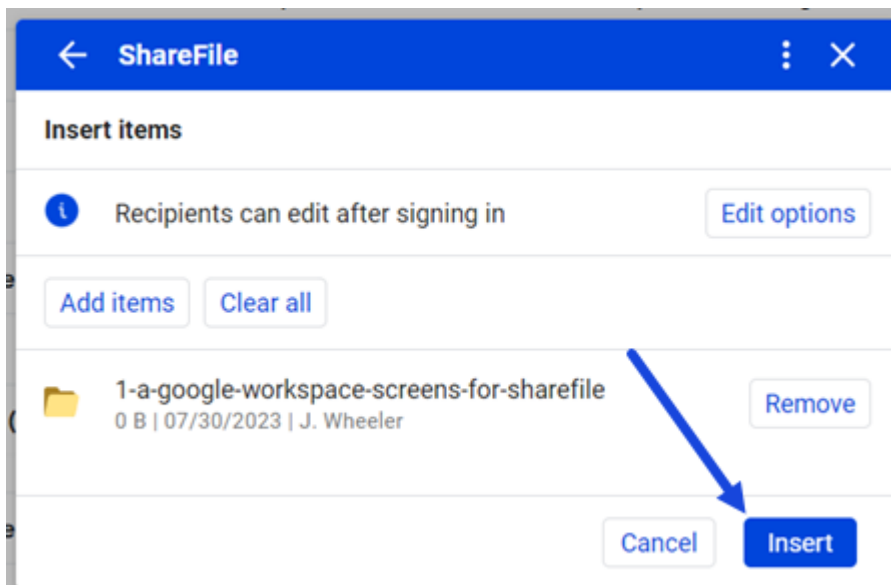 ShareFile
Insert items
Recipients can edit after signing in
Edit options
Add items
Clear all
1-a-google-workspace-screens-for-sharefile
0 B | 07/30/2023 | J. Wheeler
Remove
Cancel
Insert